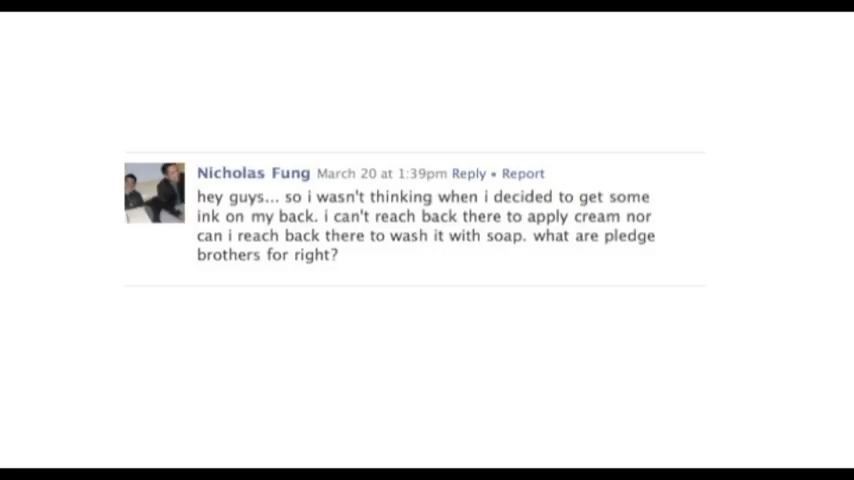 Nicholas Fung March 20 at 1:39pm Reply • Report
hey guys... so i wasn't thinking when i decided to get some
ink on my back. i can't reach back there to apply cream nor
can i reach back there to wash it with soap. what are pledge
brothers for right?